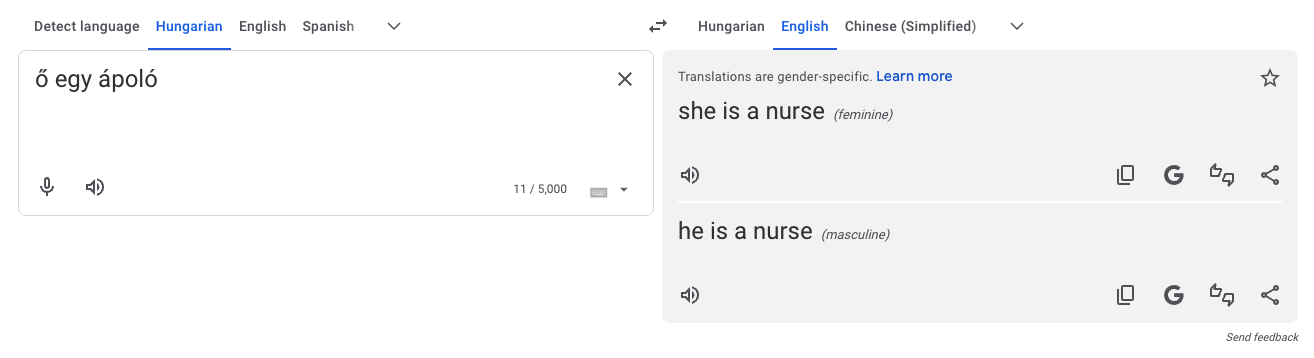 Detect language Hungarian English Spanish
Hungarian English Chinese (Simplified)
ő egy ápoló
11 / 5,000
Translations are gender-specific. Learn more
she is a nurse (feminine)
he is a nurse (masculine)
Send feedback